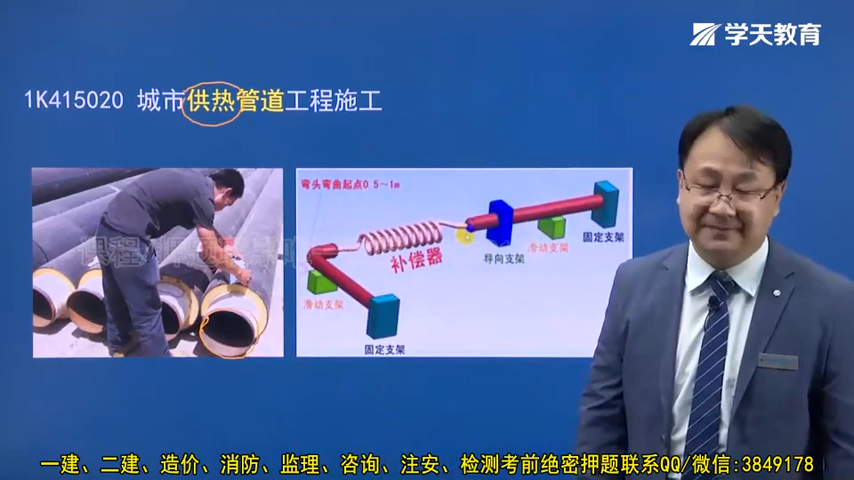 学天教育
1K415020 城市供热管道工程施工
弯头弯曲起点0.5~1m
补偿器
导向支架
滑动支架
固定支架
滑动支架
固定支架
一建、二建、造价、消防、监理、咨询、注安、检测考前绝密押题联系QQ/微信:3849178